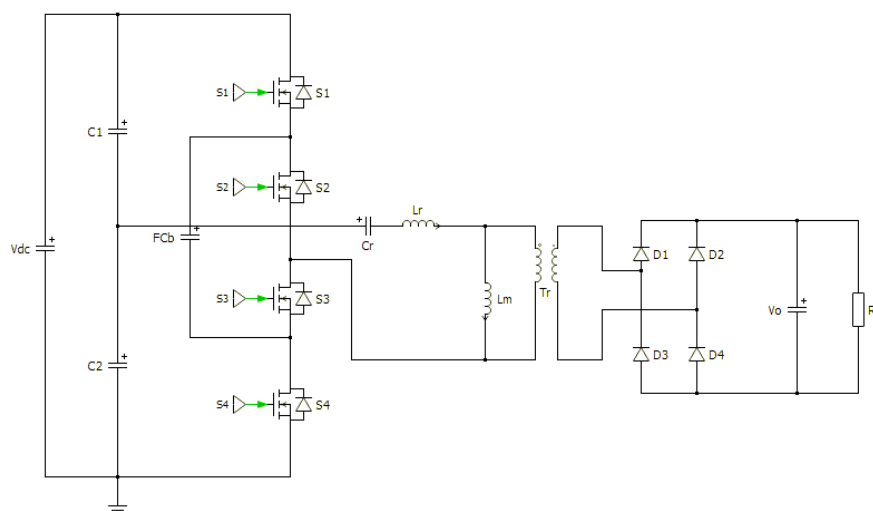 S1
S1
C1
S2
S2
Lr
Vdc
FCb
Cr
D1
D2
S3
S3
Lm
Tr
Vo
R
C2
D3
D4
S4
S4